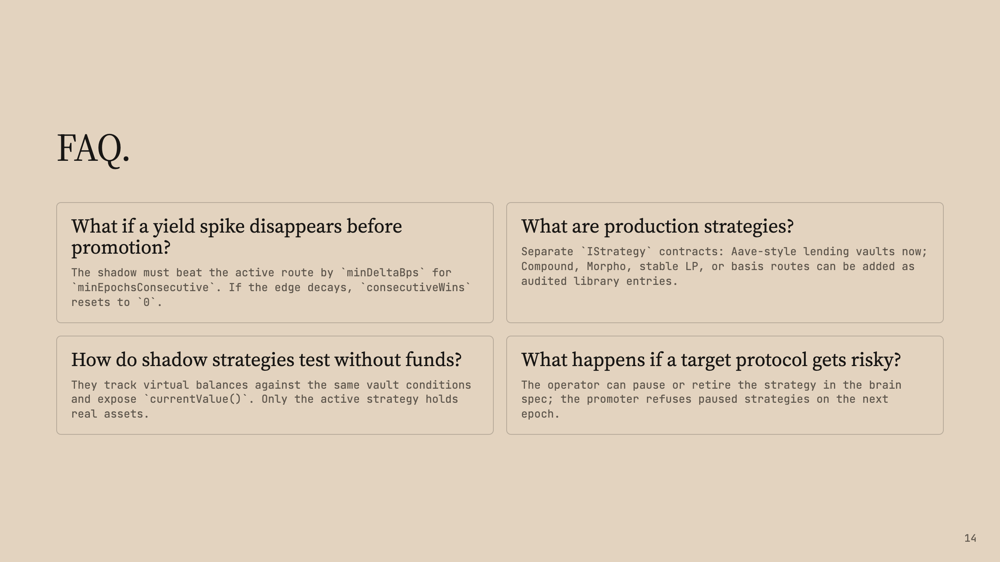 FAQ.
What if a yield spike disappears before
promotion?
The shadow must beat the active route by `minDeltaBps` for
`minEpochsConsecutive`. If the edge decays, `consecutiveWins`
resets to `0`.
What are production strategies?
Separate `IStrategy` contracts: Aave-style lending vaults now;
Compound, Morpho, stable LP, or basis routes can be added as
audited library entries.
How do shadow strategies test without funds?
They track virtual balances against the same vault conditions
and expose `currentValue()`. Only the active strategy holds
real assets.
What happens if a target protocol gets risky?
The operator can pause or retire the strategy in the brain
spec; the promoter refuses paused strategies on the next
epoch.
14